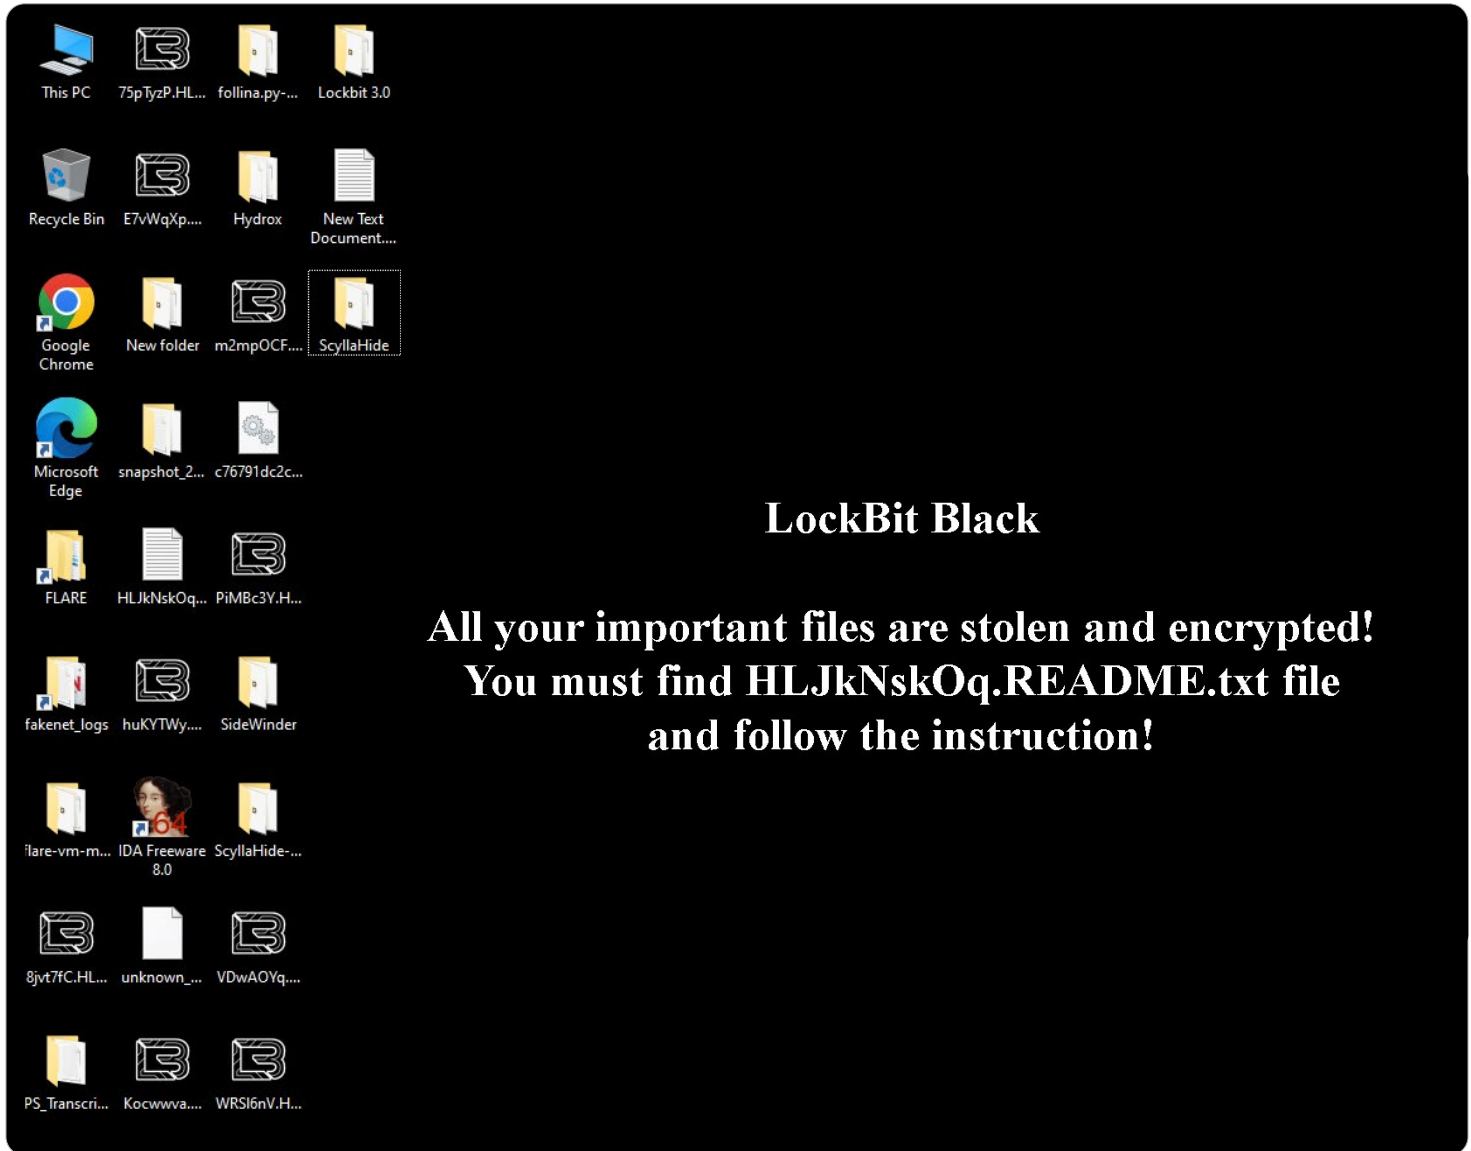 This PC
75pTyzP.HL...
follina.py-...
Lockbit 3.0
Recycle Bin
E7vWqXp....
Hydrox
New Text
Document....
Google
Chrome
New folder
m2mpOCF....
ScyllaHide
Microsoft
Edge
snapshot_2...
c76791dc2c...
FLARE
HLJkNskOq...
PiMBc3Y.H...
fakenet_logs
huKYTWy....
SideWinder
flare-vm-m...
64
IDA Freeware
8.0
ScyllaHide-...
8jvt7fC.HL...
unknown_...
VDwAOYq....
PS_Transcri...
Kocwwva....
WRSl6nV.H...
LockBit Black
All your important files are stolen and encrypted!
You must find HLJkNskOq.README.txt file
and follow the instruction!